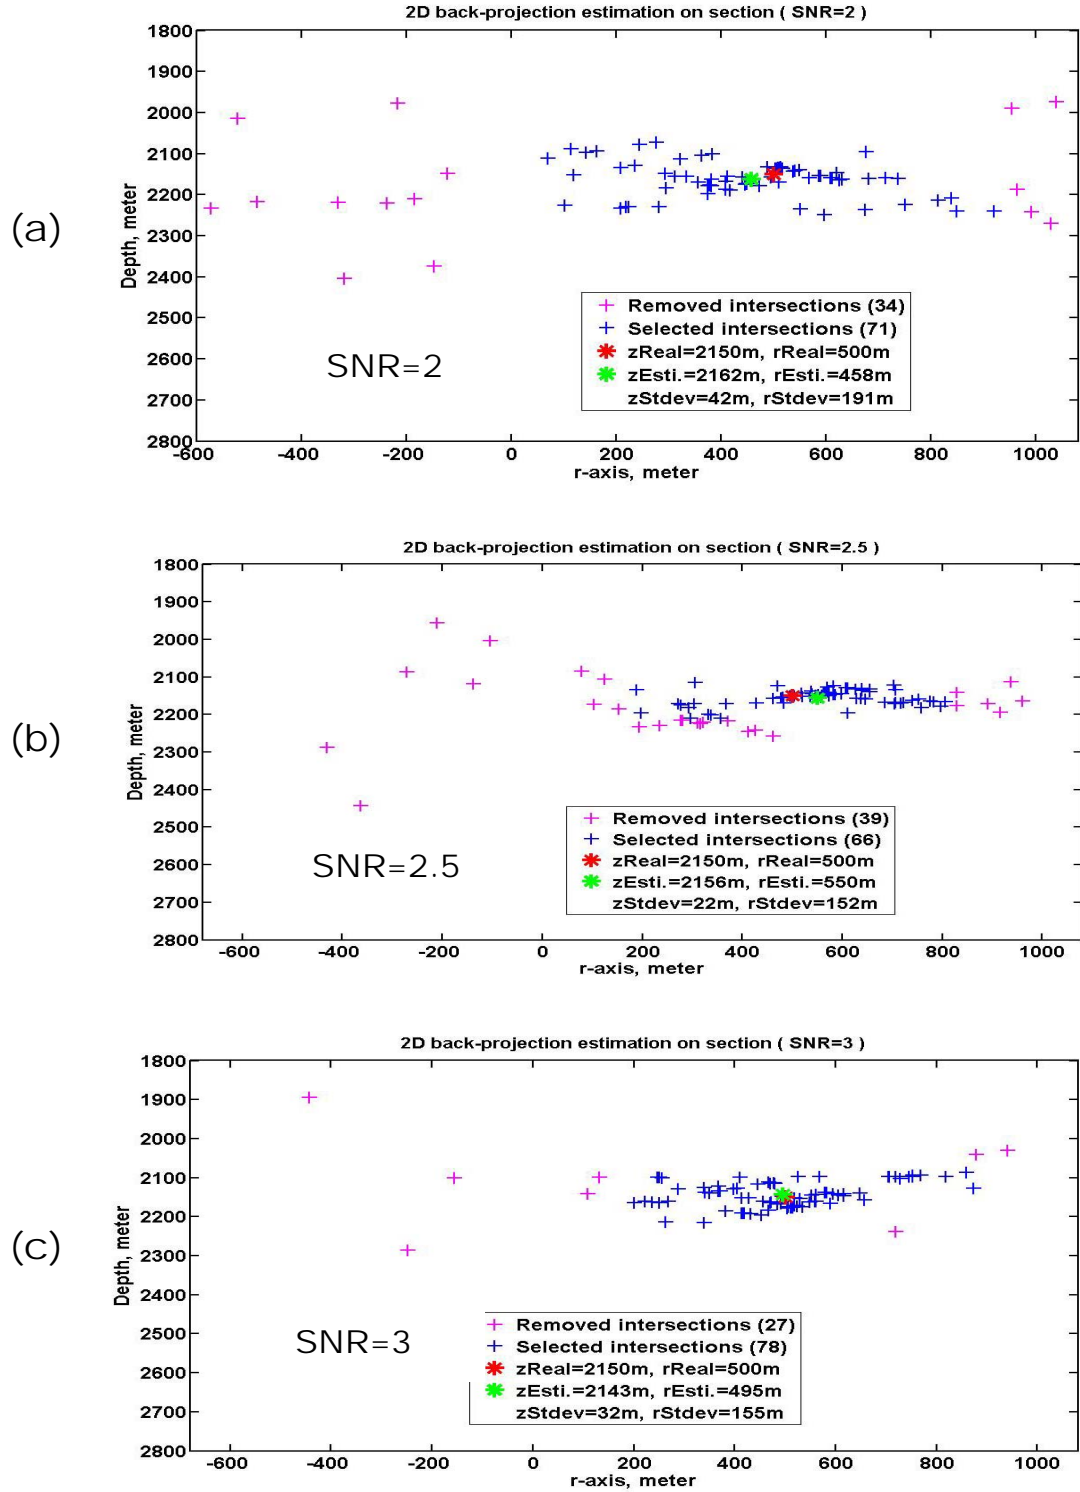 2D back-projection estimation on section ( SNR=2 )
1800
1900
2000
2100
2200
2300
2400
2500
2600
2700
2800
Depth, meter
(a)
SNR=2
Removed intersections (34)
Selected intersections (71)
zReal=2150m, rReal=500m
zEsti.=2162m, rEsti.=458m
zStdev=42m, rStdev=191m
-600 -400 -200 0 200 400 600 800 1000
r-axis, meter
2D back-projection estimation on section ( SNR=2.5 )
1800
1900
2000
2100
2200
2300
2400
2500
2600
2700
2800
Depth, meter
(b)
SNR=2.5
Removed intersections (39)
Selected intersections (66)
zReal=2150m, rReal=500m
zEsti.=2156m, rEsti.=550m
zStdev=22m, rStdev=152m
-600 -400 -200 0 200 400 600 800 1000
r-axis, meter
2D back-projection estimation on section ( SNR=3 )
1800
1900
2000
2100
2200
2300
2400
2500
2600
2700
2800
Depth, meter
(c)
SNR=3
Removed intersections (27)
Selected intersections (78)
zReal=2150m, rReal=500m
zEsti.=2143m, rEsti.=495m
zStdev=32m, rStdev=155m
-600 -400 -200 0 200 400 600 800 1000
r-axis, meter